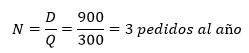 N = D/Q = 900/300 = 3 pedidos al año